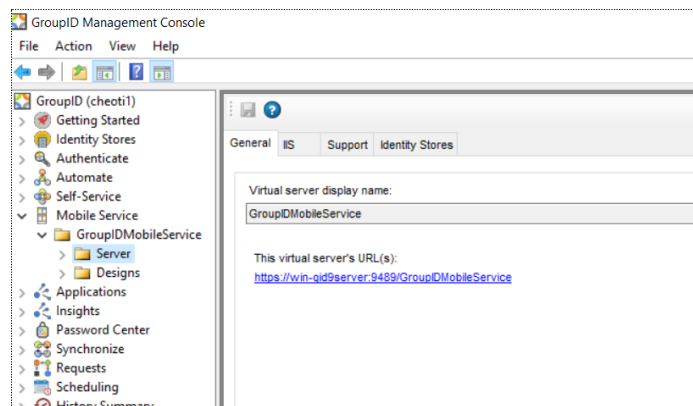 GroupID Management Console
File Action View Help
GroupID (cheoti1)
Getting Started
Identity Stores
Authenticate
Automate
Self-Service
Mobile Service
GroupIDMobileService
Server
Designs
Applications
Insights
Password Center
Synchronize
Requests
Scheduling
History Summary
General IIS Support Identity Stores
Virtual server display name:
GroupIDMobileService
This virtual server's URL(s):
https://win-gid9server:9489/GroupIDMobileService